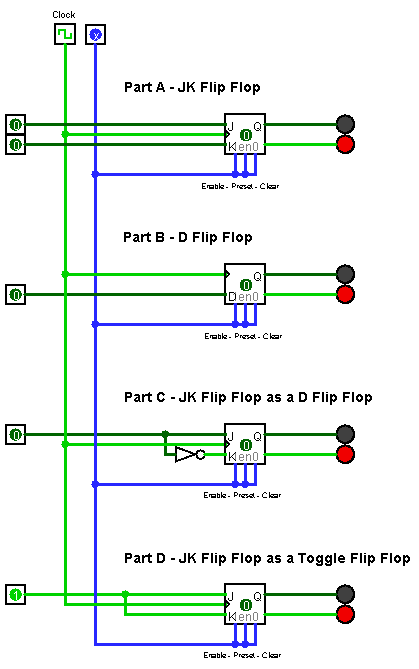 Clock
x
Part A - JK Flip Flop
0
J Q
0
0
K en 0
Enable - Preset - Clear
Part B - D Flip Flop
Q
0
0
D en 0
Enable - Preset - Clear
Part C - JK Flip Flop as a D Flip Flop
0
J Q
0
K en 0
Enable - Preset - Clear
Part D - JK Flip Flop as a Toggle Flip Flop
1
J Q
0
K en 0
Enable - Preset - Clear